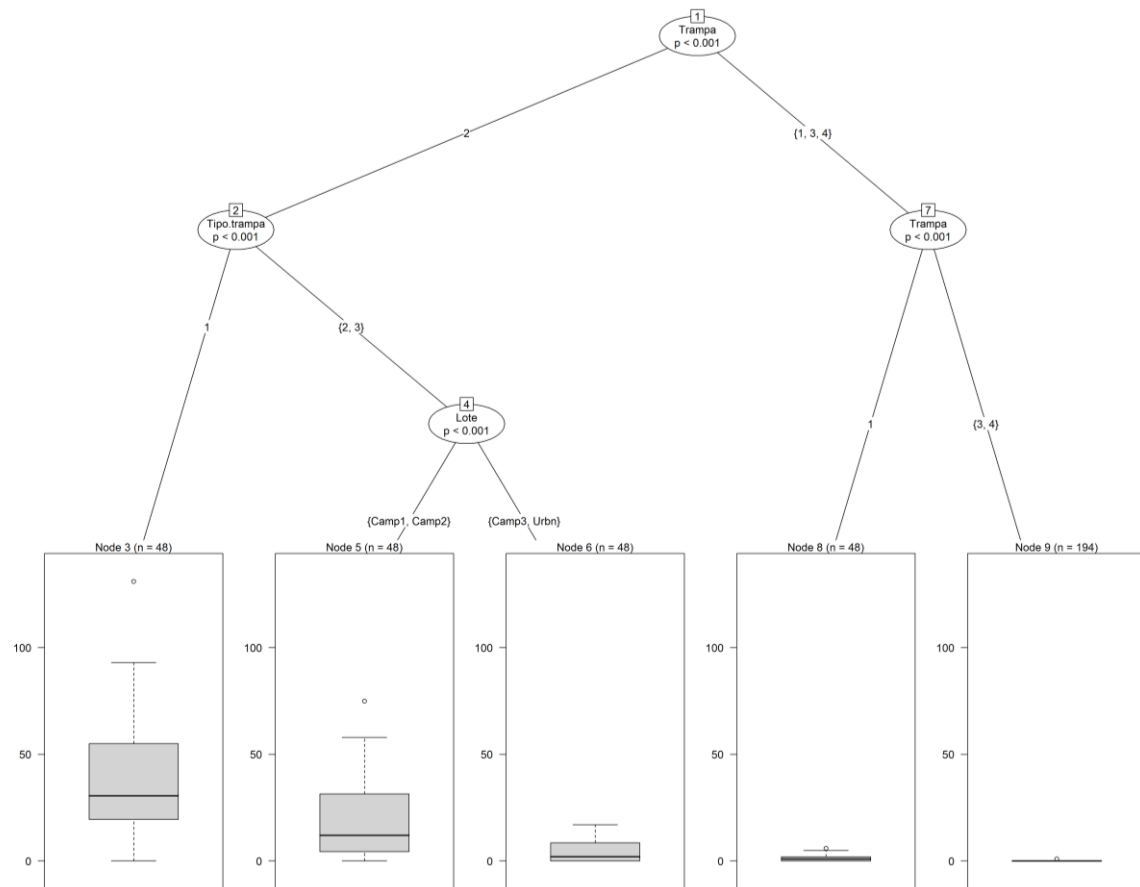 1
Trampa
p < 0.001
2
{1, 3, 4}
2
Tipo.trampa
p < 0.001
7
Trampa
p < 0.001
1
{2, 3}
4
Lote
p < 0.001
1
{3, 4}
{Camp1, Camp2}
{Camp3, Urbn}
Node 3 (n = 48)
Node 5 (n = 48)
Node 6 (n = 48)
Node 8 (n = 48)
Node 9 (n = 194)
100
50
0
100
50
0
100
50
0
100
50
0
100
50
0